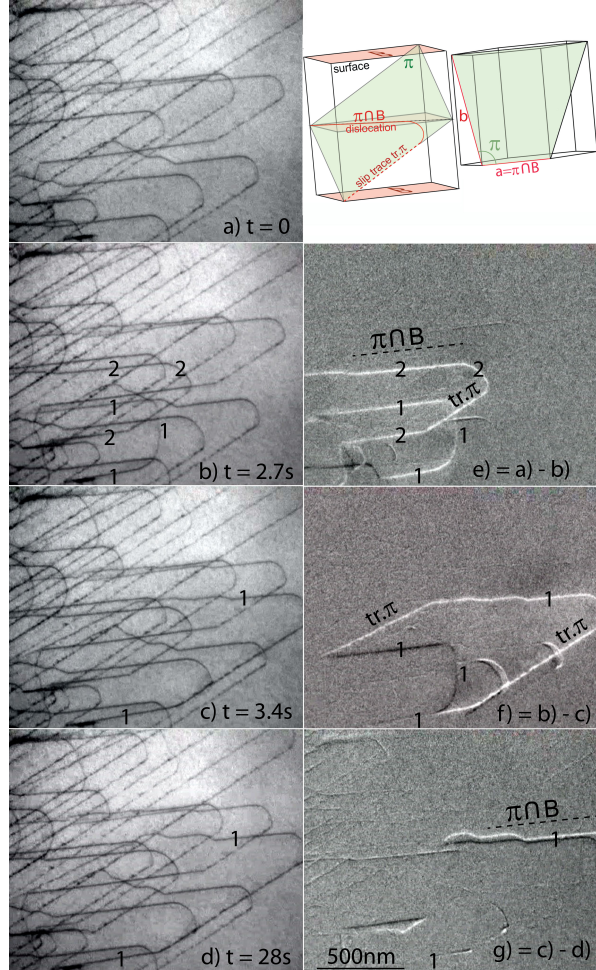 a) t = 0
surface
π
π∩B
dislocation
slip trace tr.π
b
π
a=π∩B
2
2
1
1
2
1
b) t = 2.7s
π∩B
2
2
tr.π
1
1
2
1
e) = a) - b)
1
1
c) t = 3.4s
tr.π
1
tr.π
1
1
1
f) = b) - c)
1
1
d) t = 28s
π∩B
1
1
500nm
g) = c) - d)